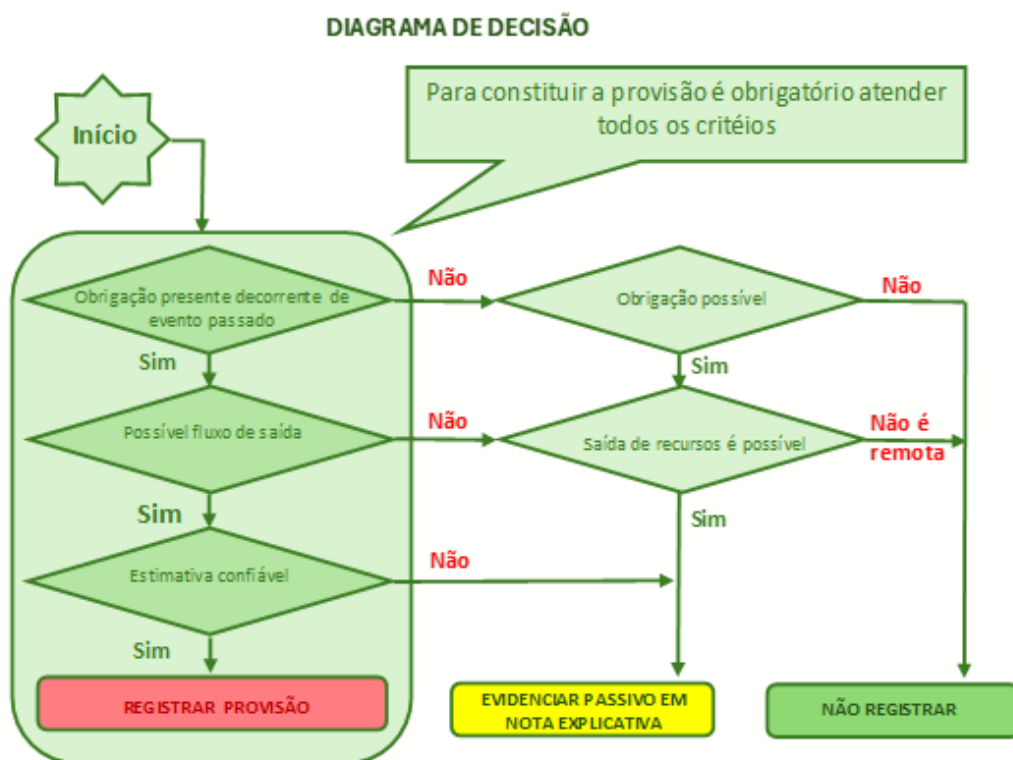 DIAGRAMA DE DECISÃO
Para constituir a provisão é obrigatório atender
todos os critéios
Início
Obrigação presente decorrente de
evento passado
Não
Obrigação possível
Não
Sim
Sim
Possível fluxo de saída
Não
Saída de recursos é possível
Não é
remota
Sim
Sim
Estimativa confiável
Não
Sim
REGISTRAR PROVISÃO
EVIDENCIAR PASSIVO EM
NOTA EXPLICATIVA
NÃO REGISTRAR